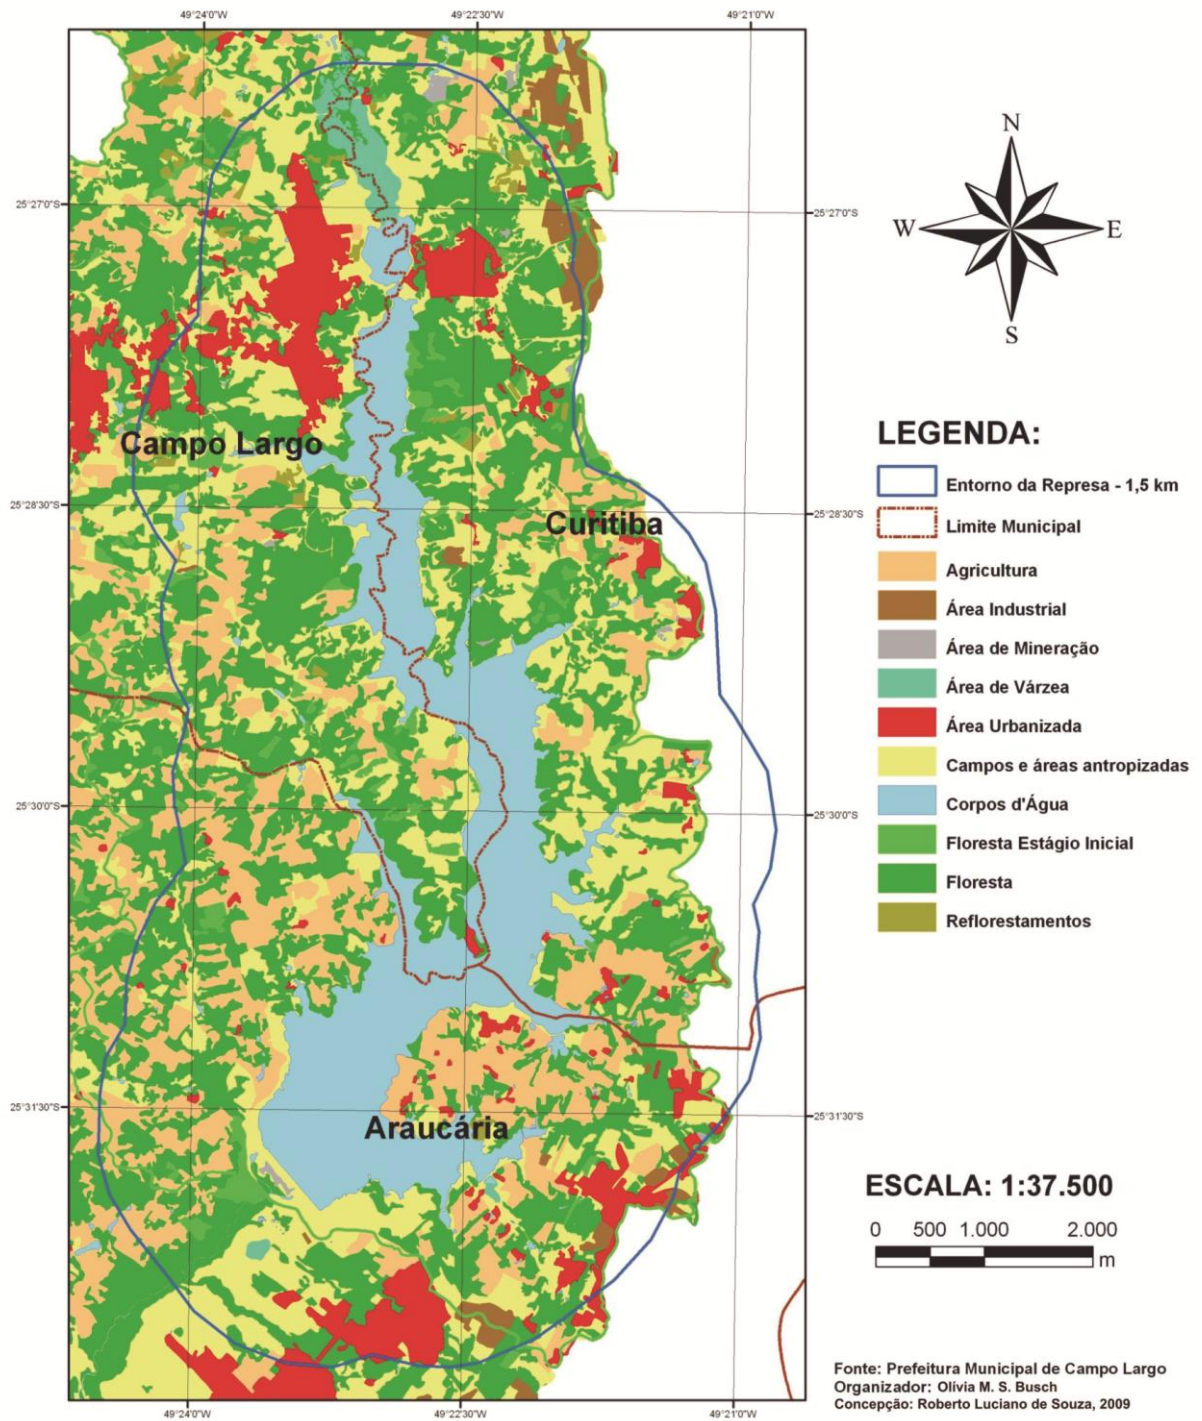 49°24'0"W
49°22'30"W
49°21'0"W
N
25°27'0"S
25°27'0"S
W
E
S
LEGENDA:
Campo Largo
Entorno da Represa - 1,5 km
25°28'30"S
25°28'30"S
Curitiba
Limite Municipal
Agricultura
Área Industrial
Área de Mineração
Área de Várzea
Área Urbanizada
Campos e áreas antropizadas
25°30'0"S
25°30'0"S
Corpos d'Água
Floresta Estágio Inicial
Floresta
Reflorestamentos
25°31'30"S
25°31'30"S
Araucária
ESCALA: 1:37.500
0 500 1.000 2.000
m
Fonte: Prefeitura Municipal de Campo Largo
Organizador: Olívia M. S. Busch
Concepção: Roberto Luciano de Souza, 2009
49°24'0"W
49°22'30"W
49°21'0"W